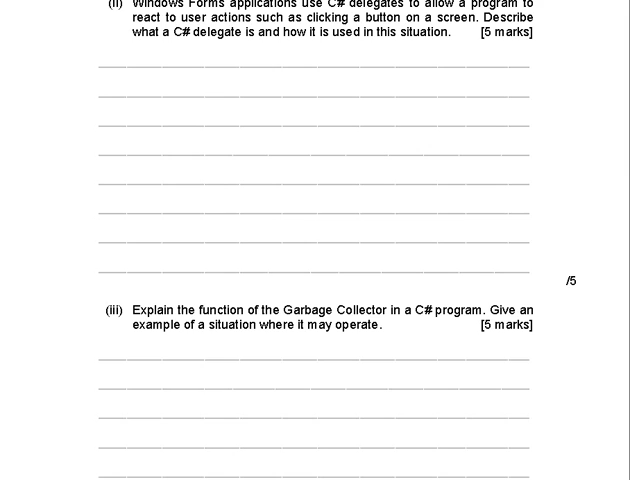 (ii) Windows Forms applications use C# delegates to allow a program to
react to user actions such as clicking a button on a screen. Describe
what a C# delegate is and how it is used in this situation. [5 marks]
/5
(iii) Explain the function of the Garbage Collector in a C# program. Give an
example of a situation where it may operate. [5 marks]